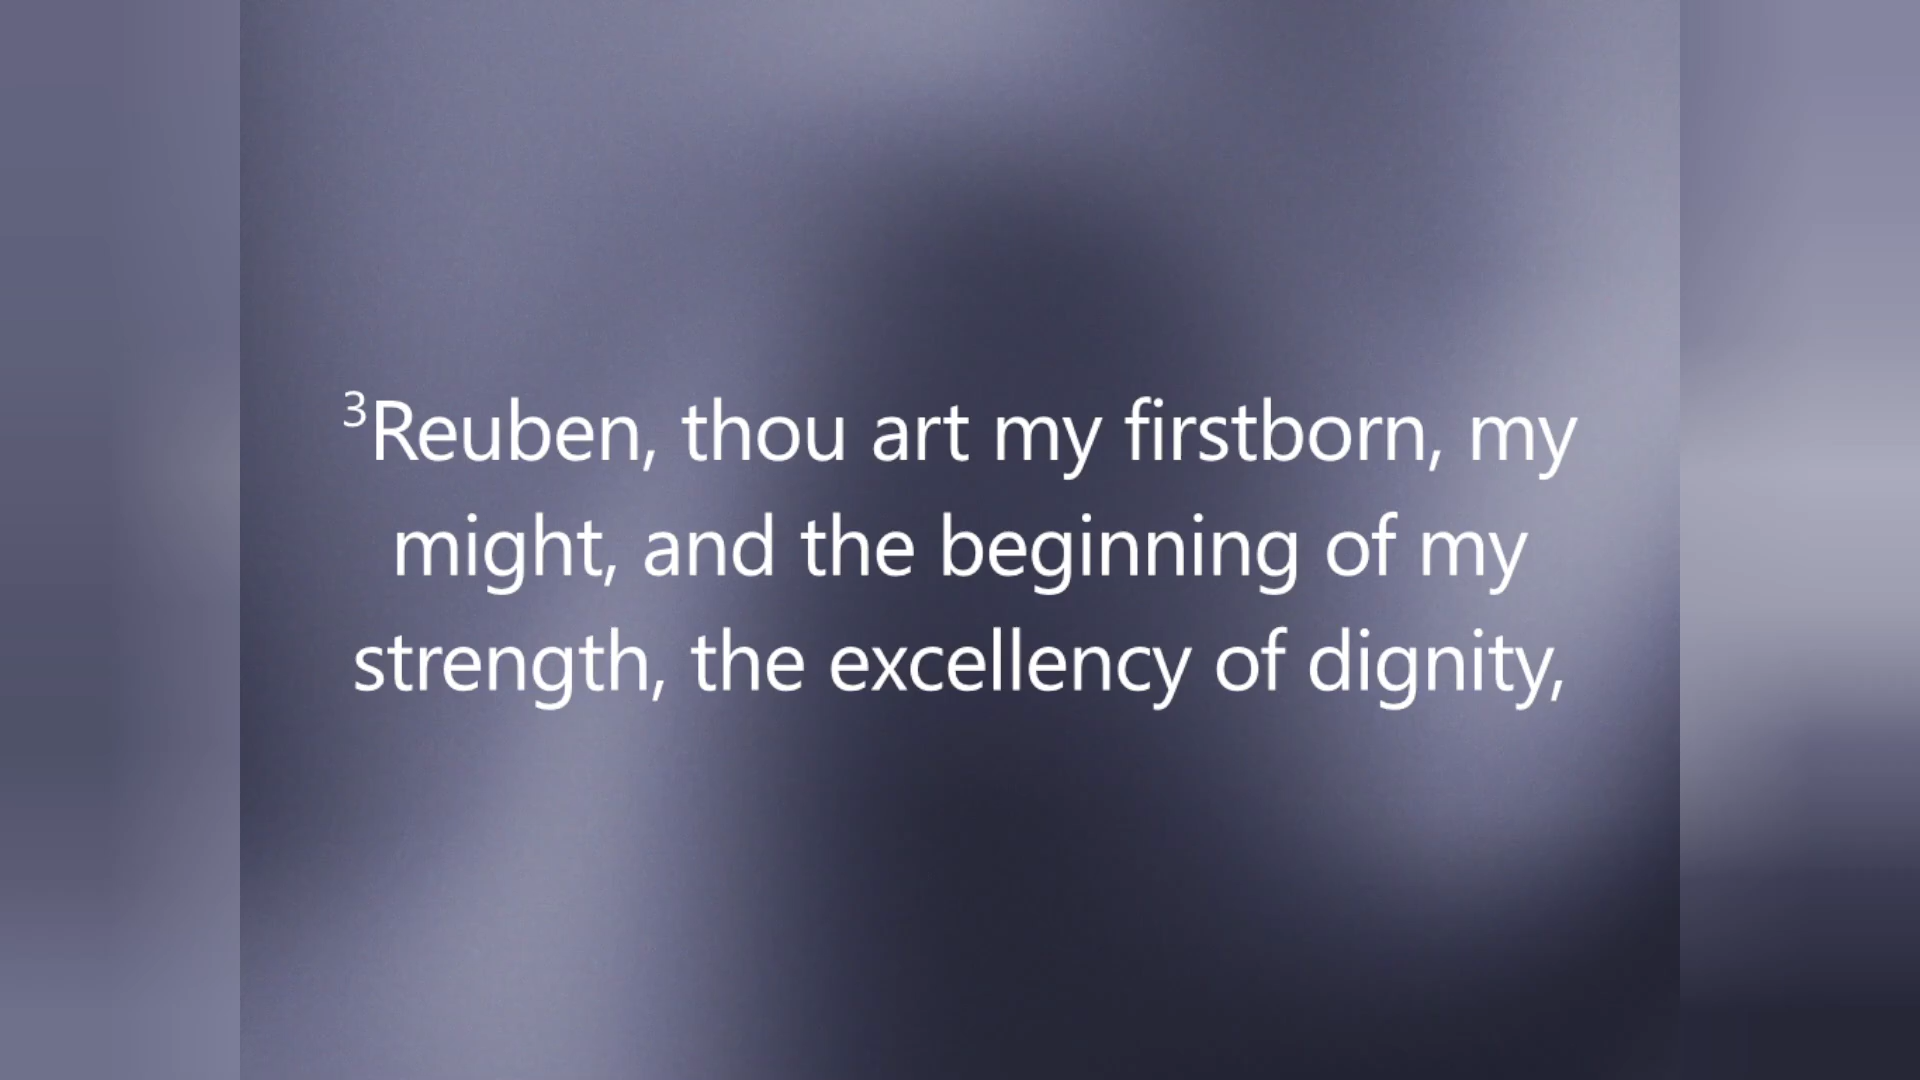 ³Reuben, thou art my firstborn, my
might, and the beginning of my
strength, the excellency of dignity,